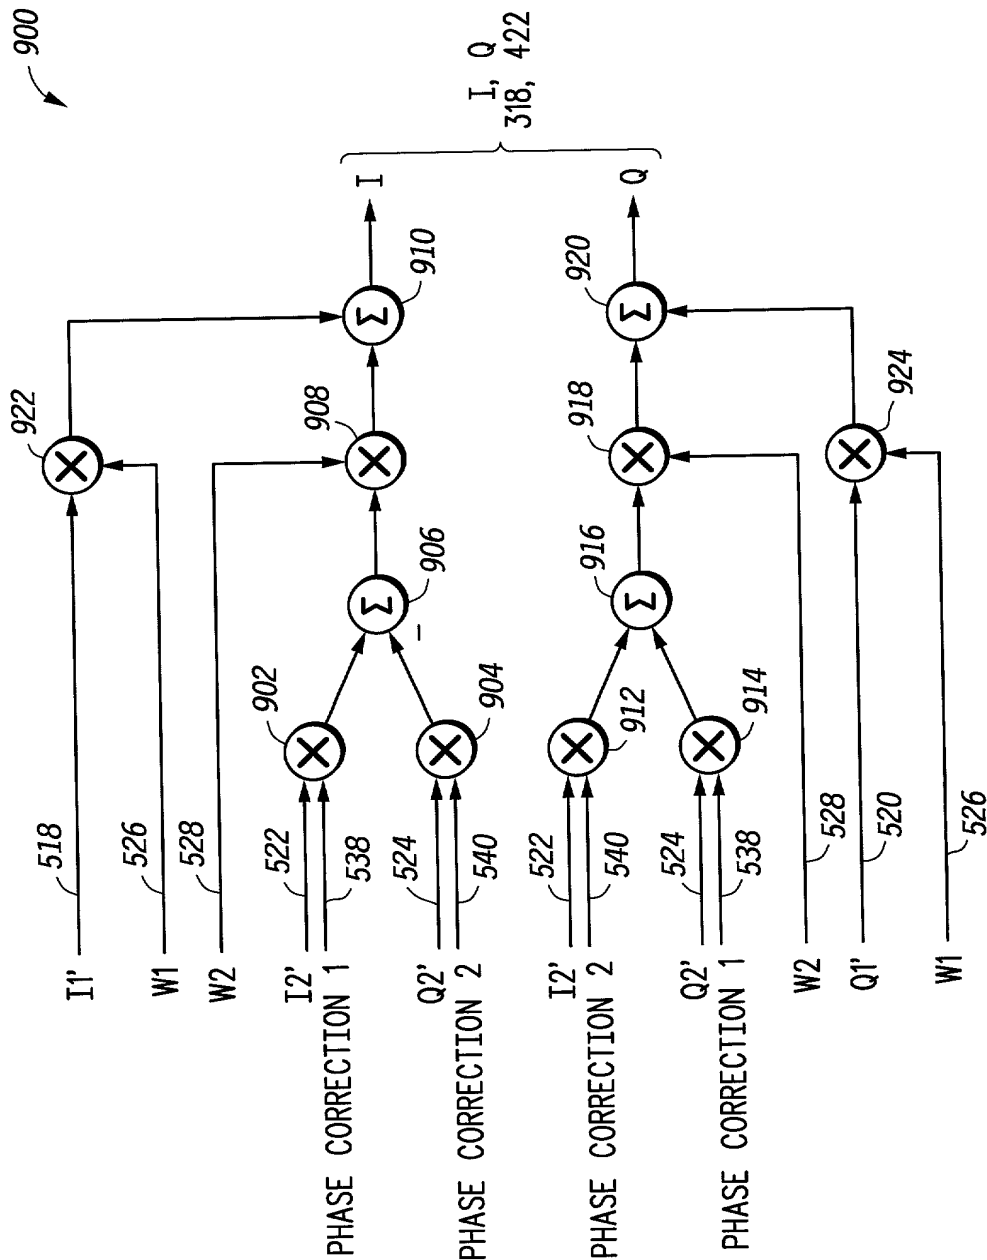 900
I1'
518
922
W1
526
W2
528
908
910
I
902
906
I2'
522
PHASE CORRECTION 1
538
Σ
-
904
Q2'
524
PHASE CORRECTION 2
540
Σ
I, Q
318, 422
I2'
522
PHASE CORRECTION 2
540
912
916
918
920
Q
Σ
Σ
Q2'
524
PHASE CORRECTION 1
538
914
W2
528
Q1'
520
924
W1
526